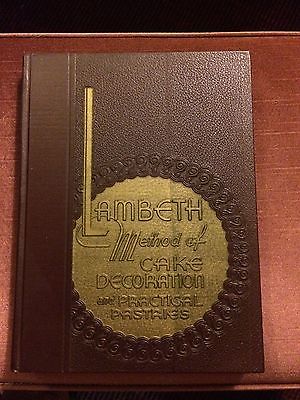 LAMBETH
Method of
CAKE
DECORATION
and PRACTICAL
PASTRIES